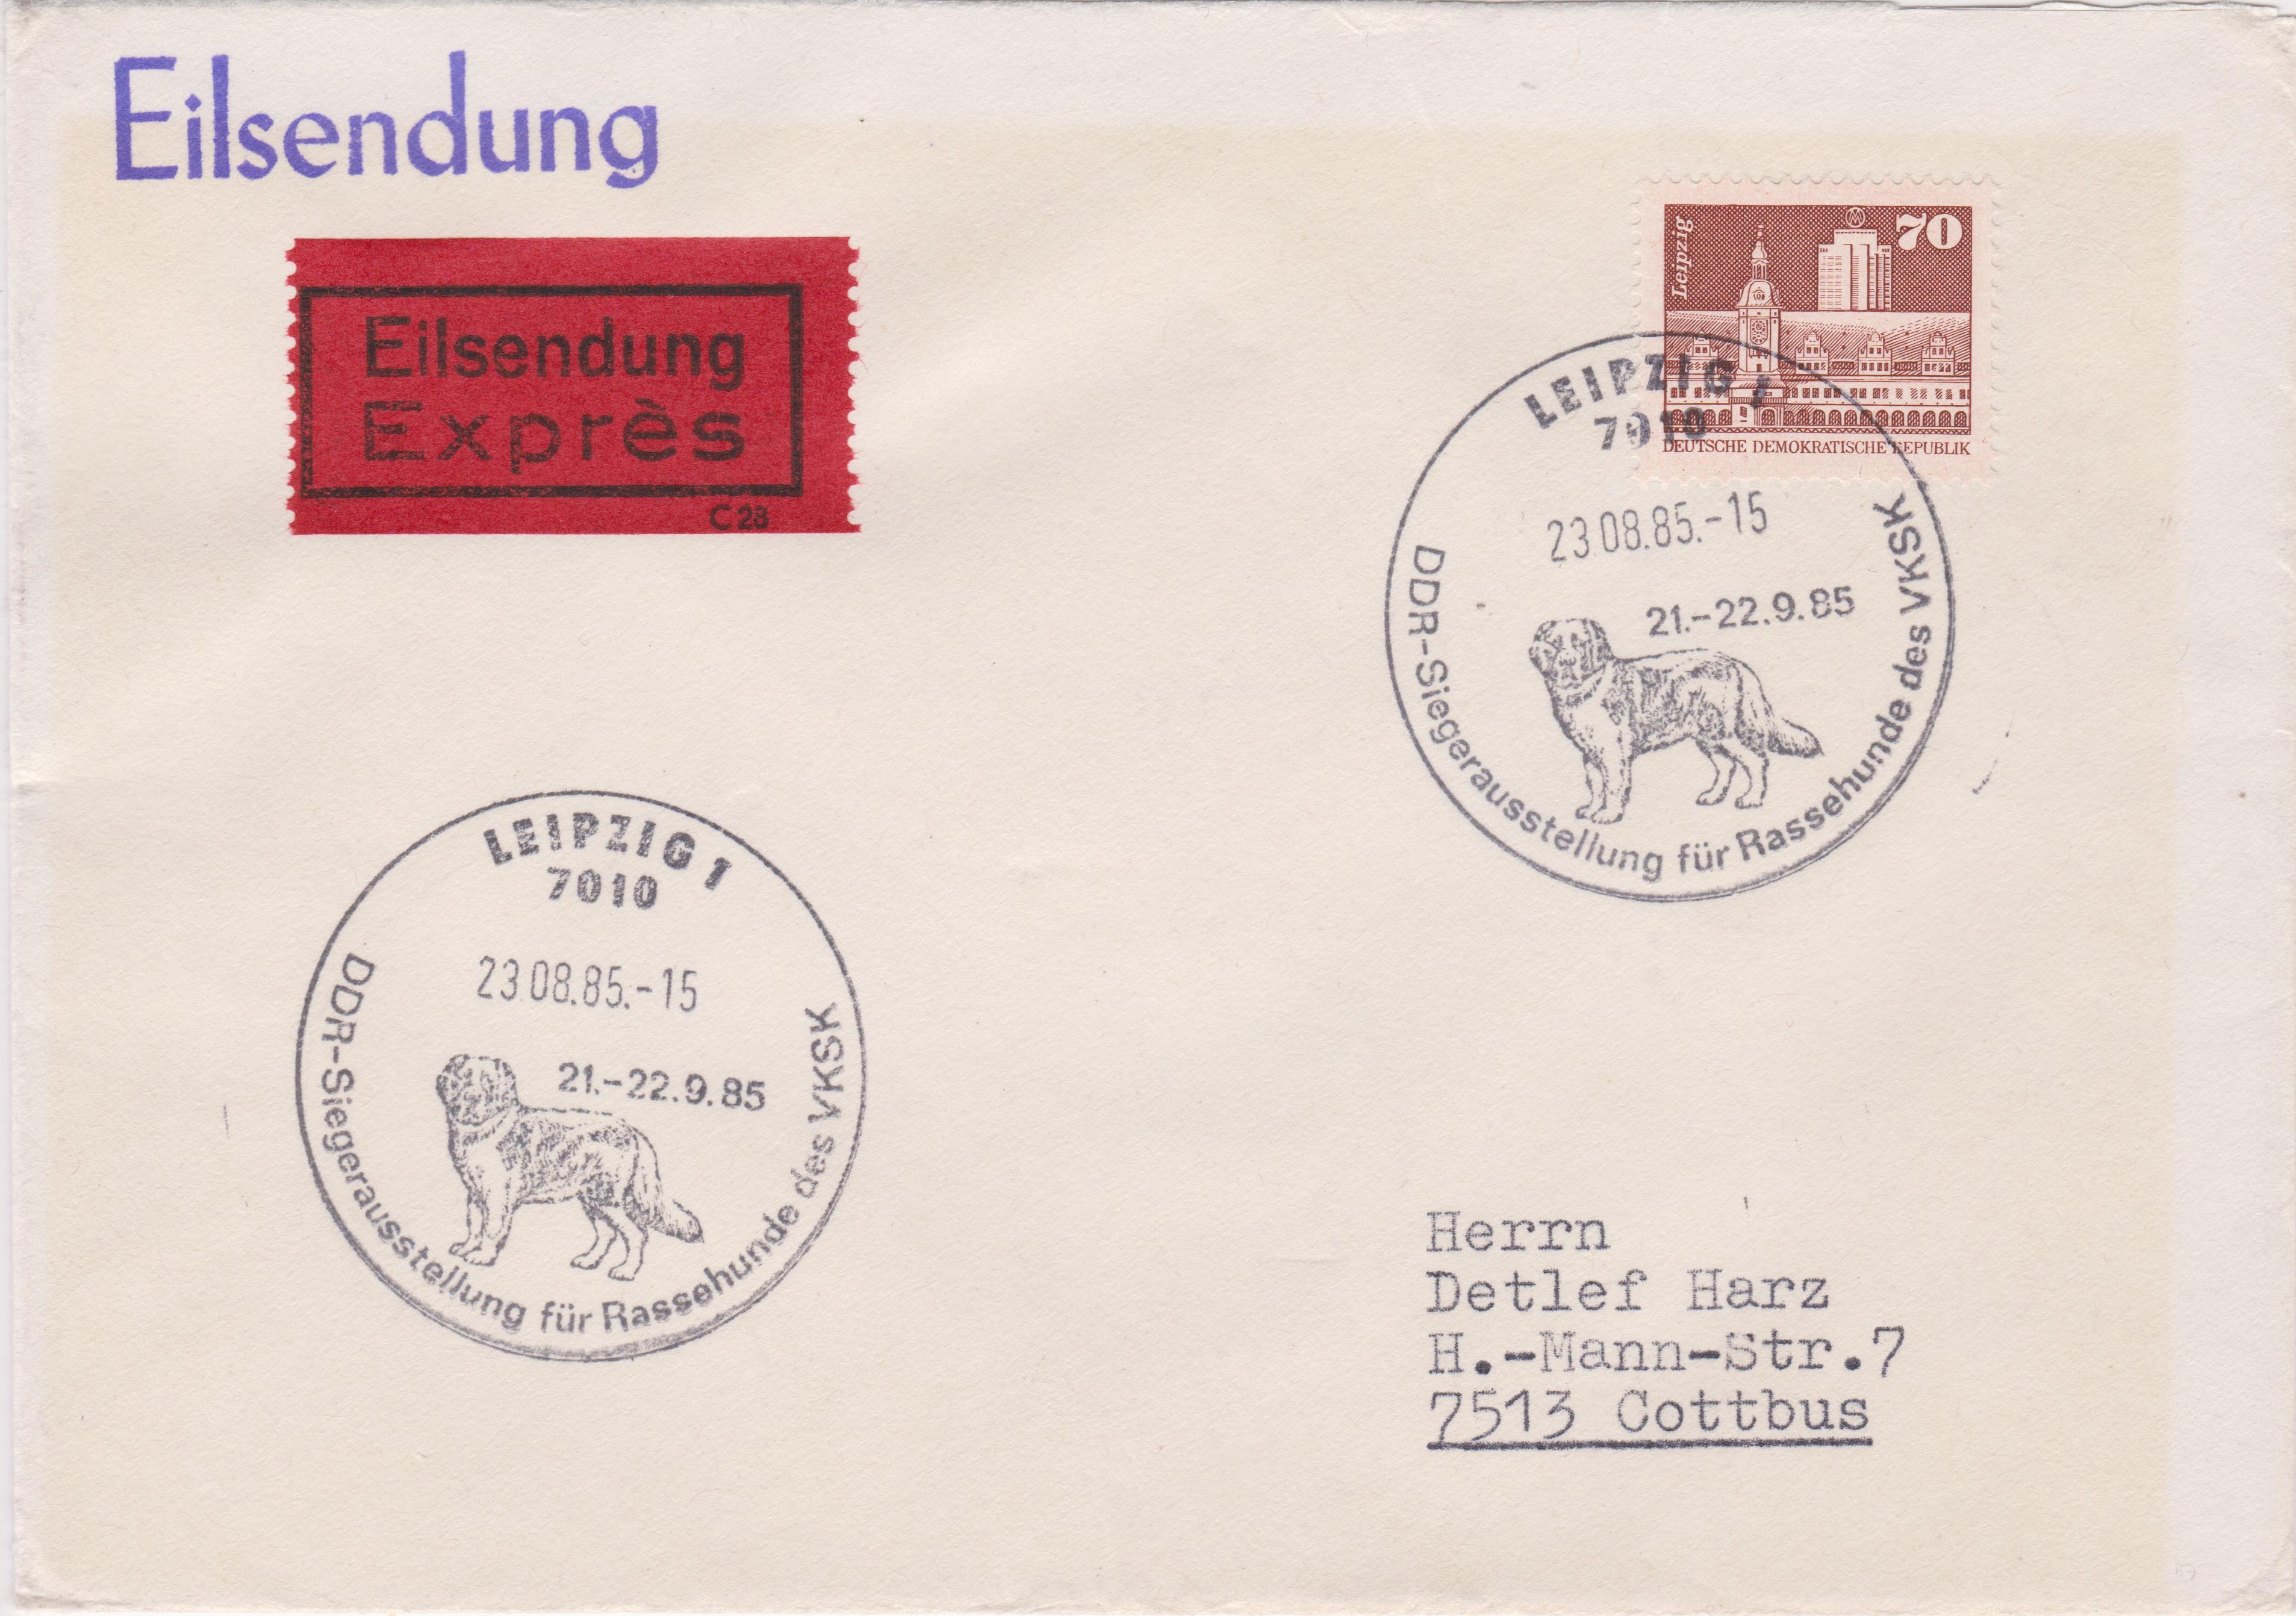 Eilsendung
Eilsendung
Exprès
C 28
Leipzig
70
DEUTSCHE DEMOKRATISCHE REPUBLIK
LEIPZIG 1
7010
23.08.85.-15
21.-22.9.85
DDR-Siegerausstellung für Rassehunde des VKSK
LEIPZIG 1
7010
23.08.85.-15
21.-22.9.85
DDR-Siegerausstellung für Rassehunde des VKSK
Herrn
Detlef Harz
H.-Mann-Str.7
7513 Cottbus